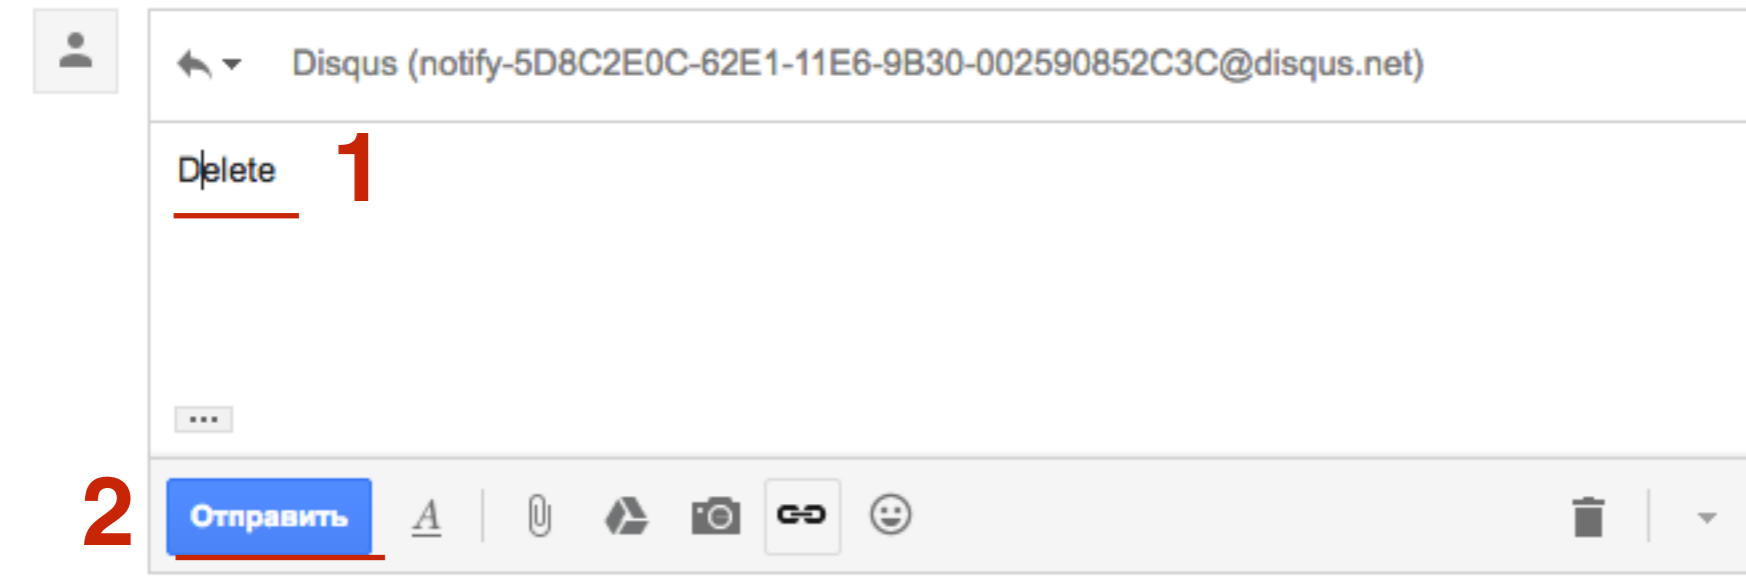 Disqus (notify-5D8C2E0C-62E1-11E6-9B30-002590852C3C@disqus.net)
Delete 1
2 Отправить A